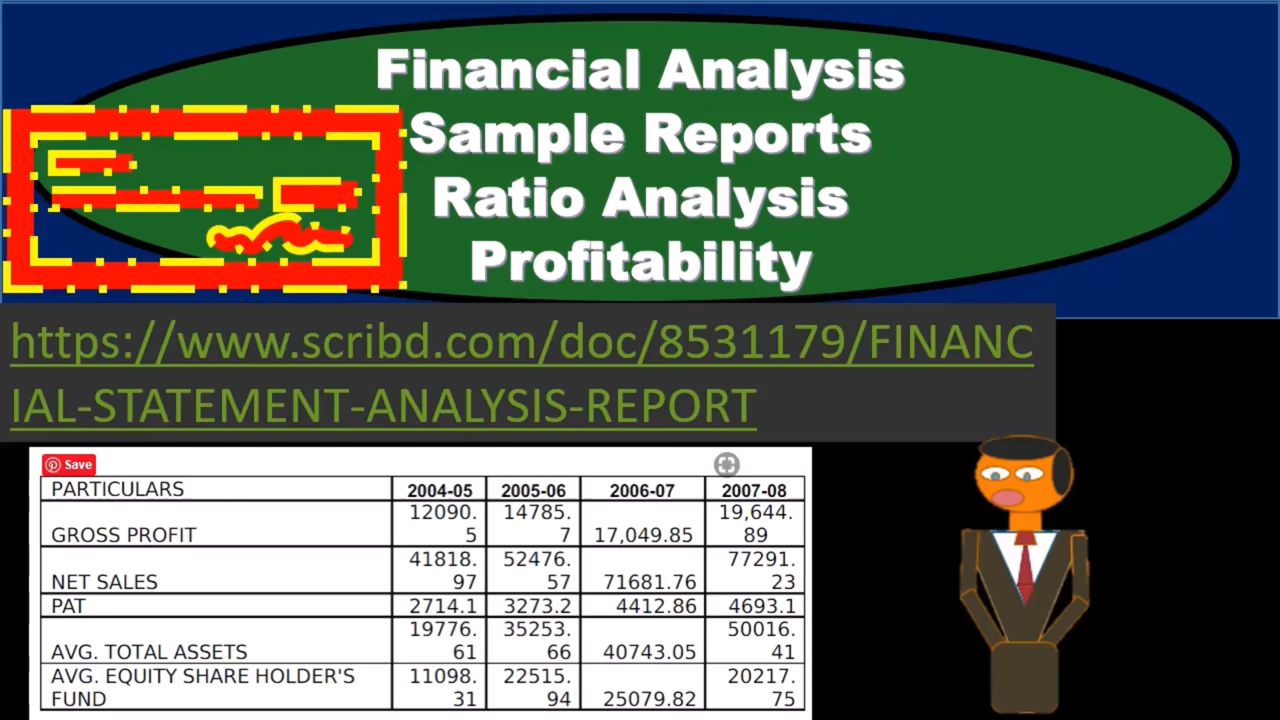 Financial Analysis
Sample Reports
Ratio Analysis
Profitability
https://www.scribd.com/doc/8531179/FINANC
IAL-STATEMENT-ANALYSIS-REPORT
Save
PARTICULARS 2004-05 2005-06 2006-07 2007-08
12090. 14785. 19,644.
GROSS PROFIT 5 7 17,049.85 89
41818. 52476. 77291.
NET SALES 97 57 71681.76 23
PAT 2714.1 3273.2 4412.86 4693.1
19776. 35253. 50016.
AVG. TOTAL ASSETS 61 66 40743.05 41
AVG. EQUITY SHARE HOLDER'S 11098. 22515. 20217.
FUND 31 94 25079.82 75